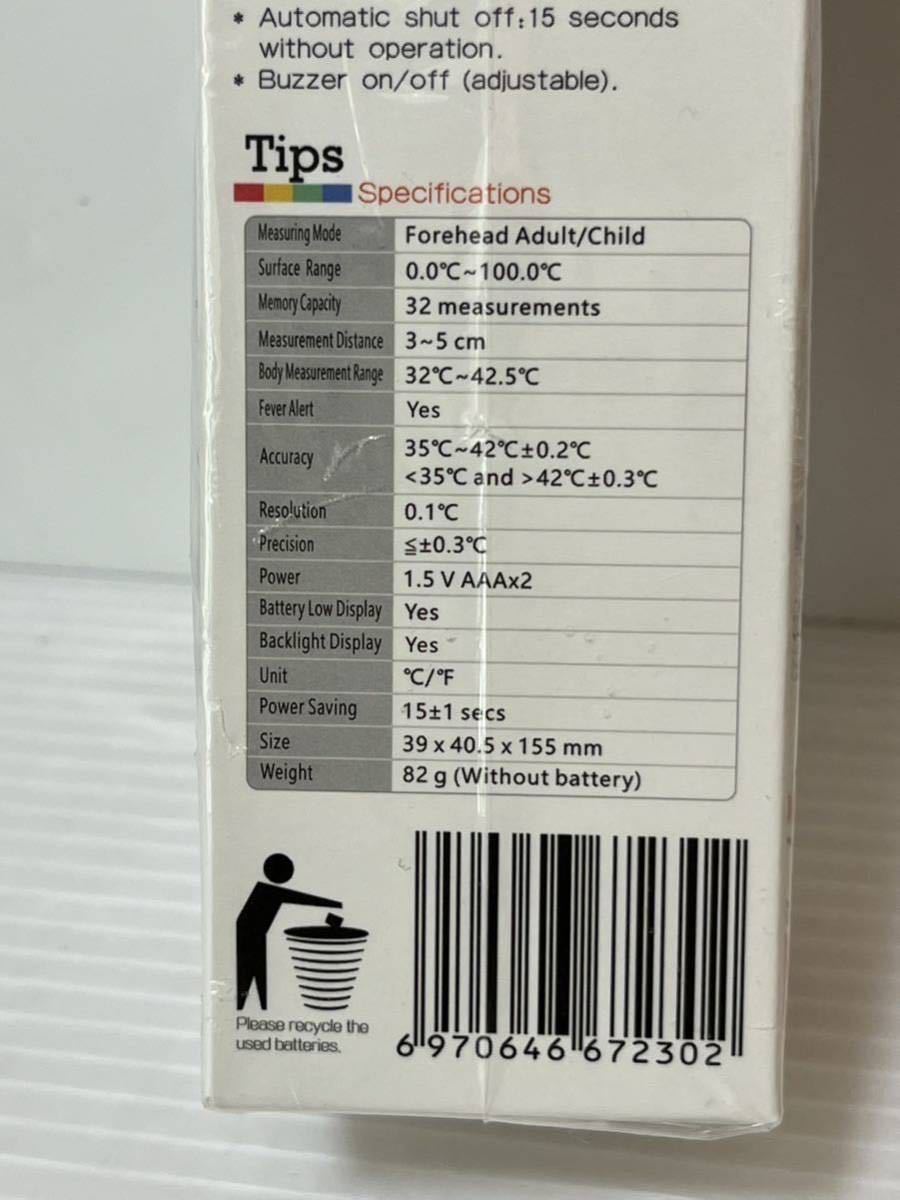 * Automatic shut off:15 seconds
without operation.
* Buzzer on/off (adjustable).
Tips
Specifications
Measuring Mode Forehead Adult/Child
Surface Range 0.0℃~100.0℃
Memory Capacity 32 measurements
Measurement Distance 3~5 cm
Body Measurement Range 32℃~42.5℃
Fever Alert Yes
Accuracy 35℃~42℃±0.2℃
<35℃ and >42℃±0.3℃
Resolution 0.1℃
Precision ≦±0.3℃
Power 1.5 V AAAx2
Battery Low Display Yes
Backlight Display Yes
Unit ℃/℉
Power Saving 15±1 secs
Size 39 x 40.5 x 155 mm
Weight 82 g (Without battery)
Please recycle the
used batteries.
6 970646 672302